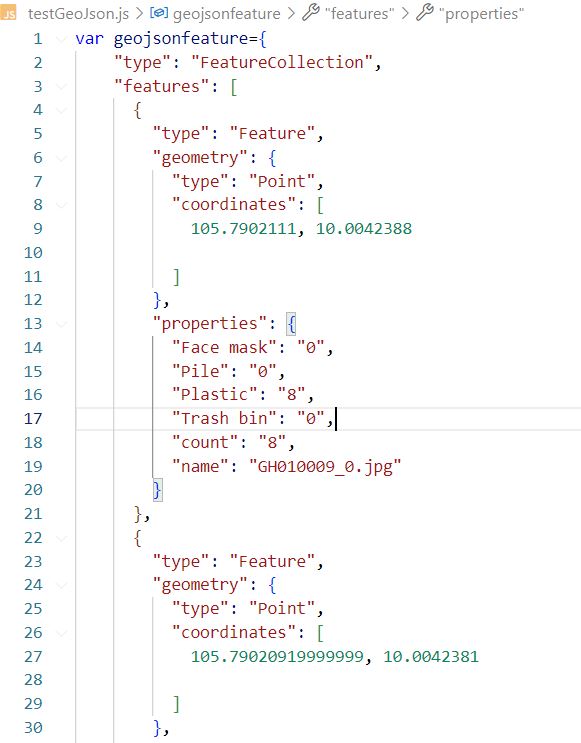 JS testGeoJson.js > geojsonfeature > "features" > "properties"
1 var geojsonfeature={
2 "type": "FeatureCollection",
3 "features": [
4 {
5 "type": "Feature",
6 "geometry": {
7 "type": "Point",
8 "coordinates": [
9 105.7902111, 10.0042388
10
11 ]
12 },
13 "properties": {
14 "Face mask": "0",
15 "Pile": "0",
16 "Plastic": "8",
17 "Trash bin": "0",
18 "count": "8",
19 "name": "GH010009_0.jpg"
20 }
21 },
22 {
23 "type": "Feature",
24 "geometry": {
25 "type": "Point",
26 "coordinates": [
27 105.79020919999999, 10.0042381
28
29 ]
30 },